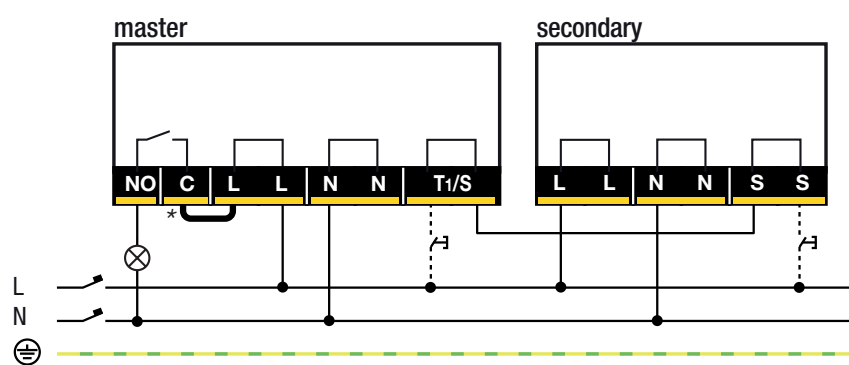 master
secondary
NO C L L N N T1/S
L L N N S S
*
L
N